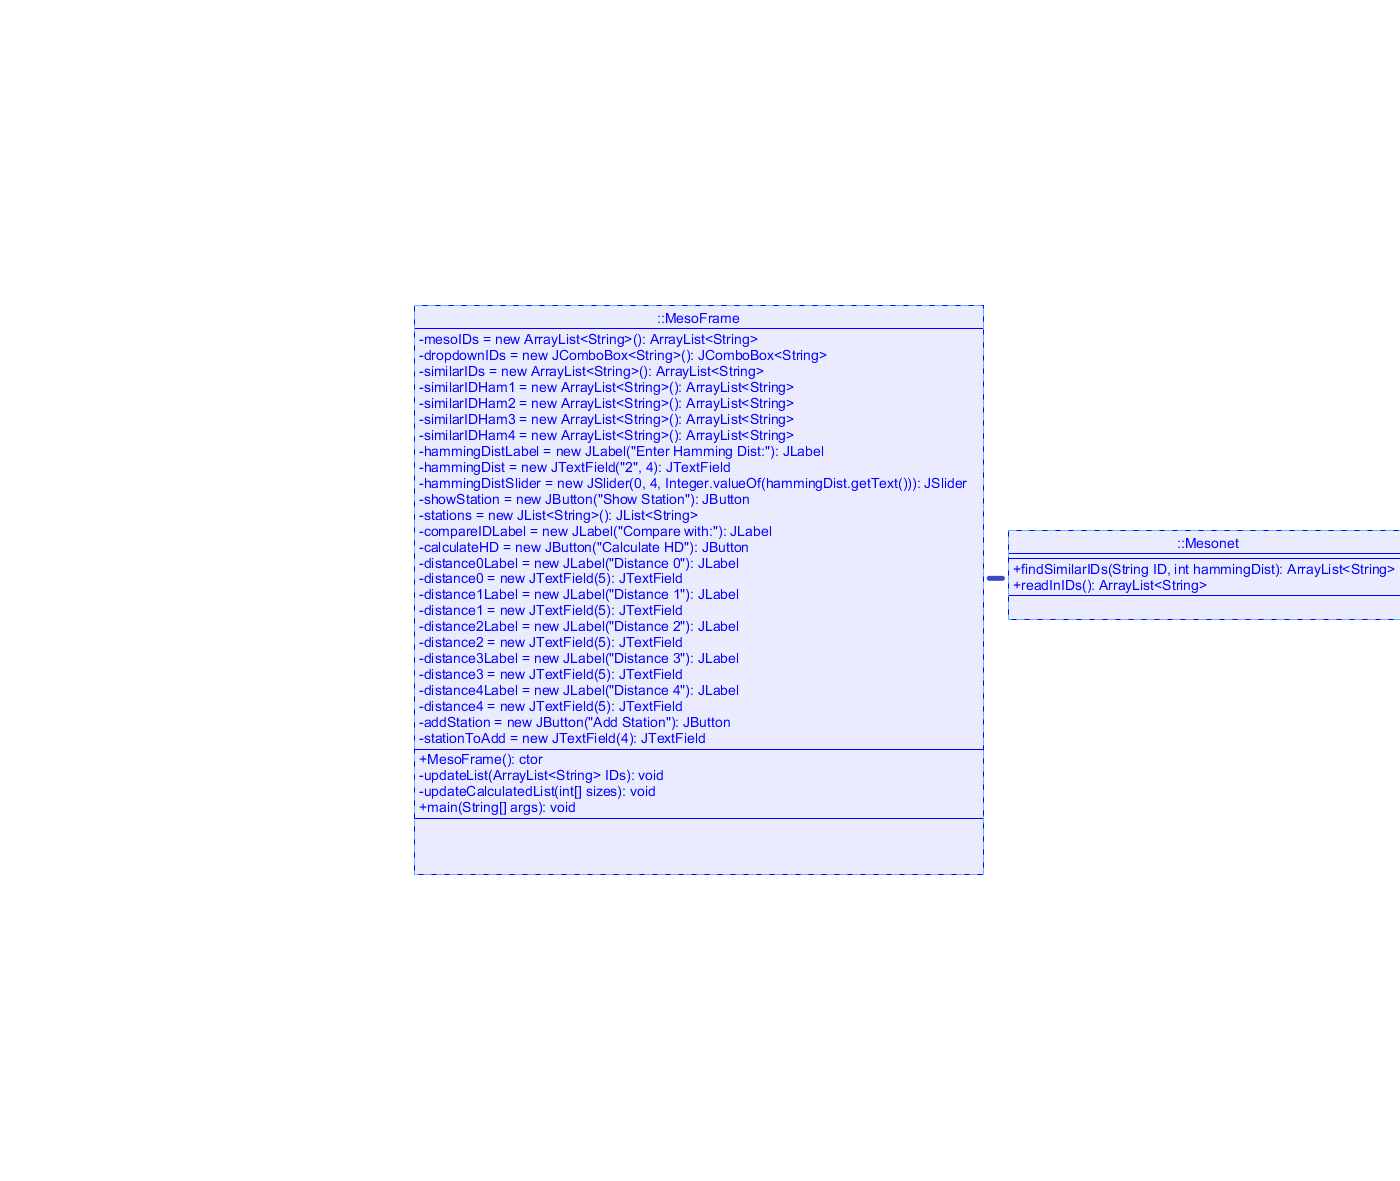 ::MesoFrame
-mesoIDs = new ArrayList<String>(): ArrayList<String>
-dropdownIDs = new JComboBox<String>(): JComboBox<String>
-similarIDs = new ArrayList<String>(): ArrayList<String>
-similarIDHam1 = new ArrayList<String>(): ArrayList<String>
-similarIDHam2 = new ArrayList<String>(): ArrayList<String>
-similarIDHam3 = new ArrayList<String>(): ArrayList<String>
-similarIDHam4 = new ArrayList<String>(): ArrayList<String>
-hammingDistLabel = new JLabel("Enter Hamming Dist:"): JLabel
-hammingDist = new JTextField("2", 4): JTextField
-hammingDistSlider = new JSlider(0, 4, Integer.valueOf(hammingDist.getText())): JSlider
-showStation = new JButton("Show Station"): JButton
-stations = new JList<String>(): JList<String>
-compareIDLabel = new JLabel("Compare with:"): JLabel
-calculateHD = new JButton("Calculate HD"): JButton
-distance0Label = new JLabel("Distance 0"): JLabel
-distance0 = new JTextField(5): JTextField
-distance1Label = new JLabel("Distance 1"): JLabel
-distance1 = new JTextField(5): JTextField
-distance2Label = new JLabel("Distance 2"): JLabel
-distance2 = new JTextField(5): JTextField
-distance3Label = new JLabel("Distance 3"): JLabel
-distance3 = new JTextField(5): JTextField
-distance4Label = new JLabel("Distance 4"): JLabel
-distance4 = new JTextField(5): JTextField
-addStation = new JButton("Add Station"): JButton
-stationToAdd = new JTextField(4): JTextField
+MesoFrame(): ctor
-updateList(ArrayList<String> IDs): void
-updateCalculatedList(int[] sizes): void
+main(String[] args): void
::Mesonet
+findSimilarIDs(String ID, int hammingDist): ArrayList<String>
+readInIDs(): ArrayList<String>